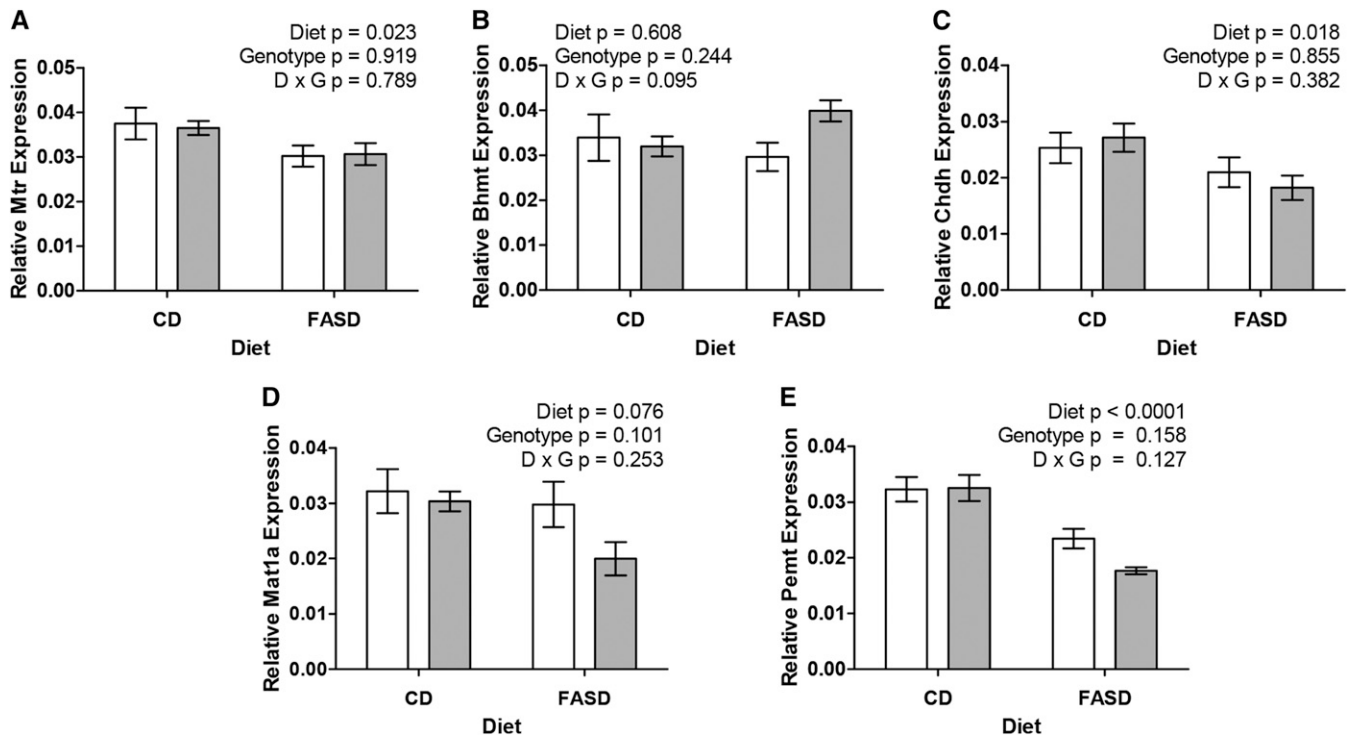 A
Diet p = 0.023
Genotype p = 0.919
D x G p = 0.789
Relative Mtr Expression
0.05
0.04
0.03
0.02
0.01
0.00
CD
FASD
Diet
B
Diet p = 0.608
Genotype p = 0.244
D x G p = 0.095
Relative Bhmt Expression
0.05
0.04
0.03
0.02
0.01
0.00
CD
FASD
Diet
C
Diet p = 0.018
Genotype p = 0.855
D x G p = 0.382
Relative Chdh Expression
0.04
0.03
0.02
0.01
0.00
CD
FASD
Diet
D
Diet p = 0.076
Genotype p = 0.101
D x G p = 0.253
Relative Mat1a Expression
0.04
0.03
0.02
0.01
0.00
CD
FASD
Diet
E
Diet p < 0.0001
Genotype p = 0.158
D x G p = 0.127
Relative Pemt Expression
0.04
0.03
0.02
0.01
0.00
CD
FASD
Diet